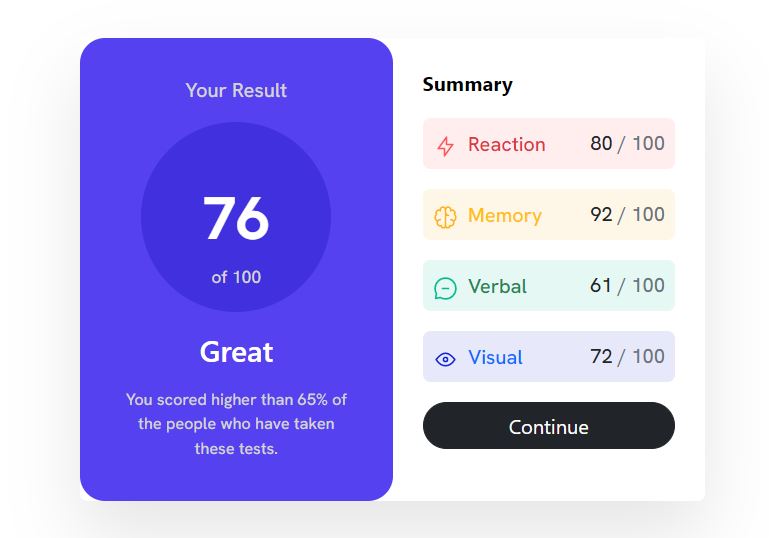 Your Result
76
of 100
Great
You scored higher than 65% of
the people who have taken
these tests.
Summary
Reaction 80 / 100
Memory 92 / 100
Verbal 61 / 100
Visual 72 / 100
Continue